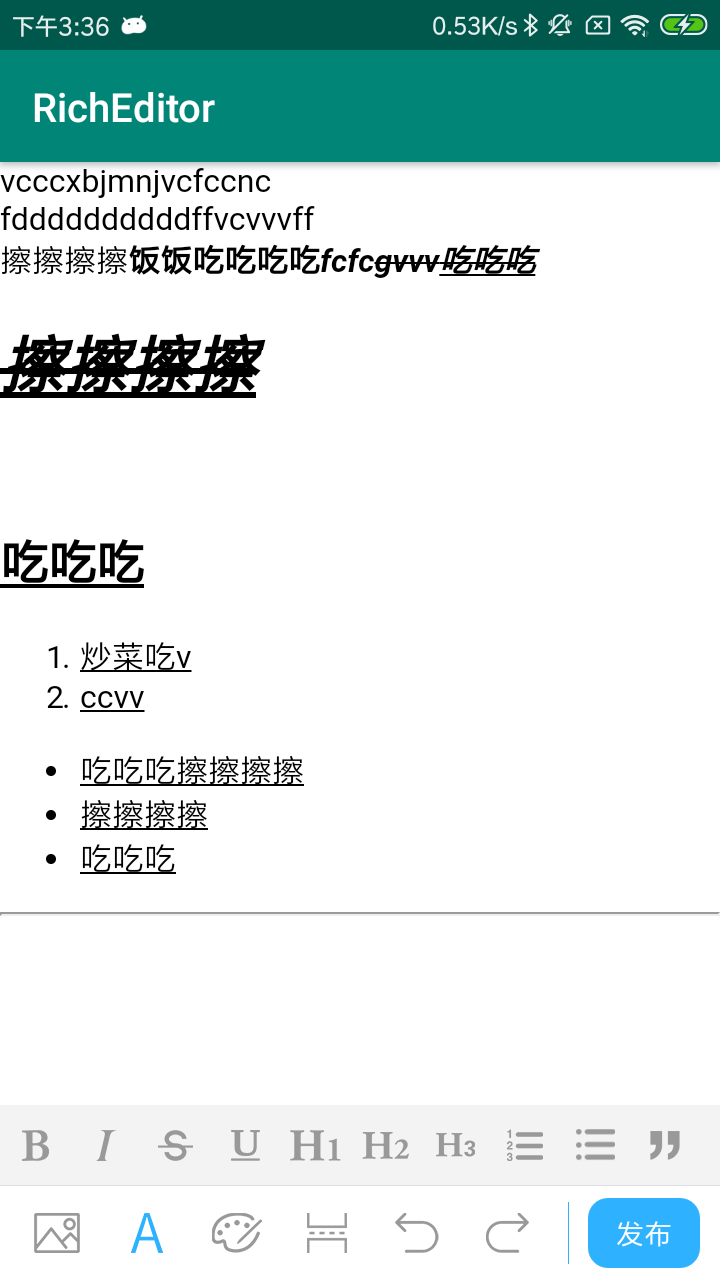 下午3:36 0.53K/s
RichEditor
vcccxbjmnjvcfccnc
fddddddddddffvcvvvff
擦擦擦擦饭饭吃吃吃吃fcfcgvvv吃吃吃
擦擦擦擦
吃吃吃
1. 炒菜吃v
2. ccvv
• 吃吃吃擦擦擦擦
• 擦擦擦擦
• 吃吃吃
B I S U H1 H2 H3
A 发布